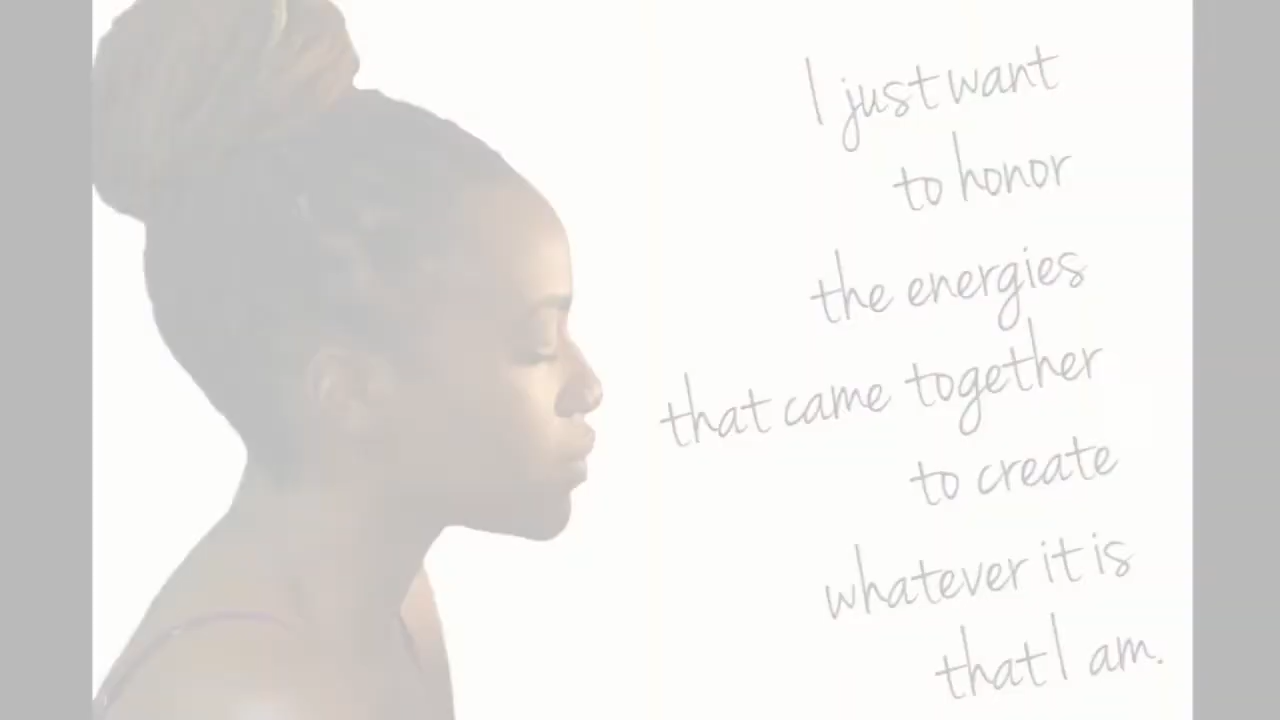 I just want
to honor
the energies
that came together
to create
whatever it is
that I am.